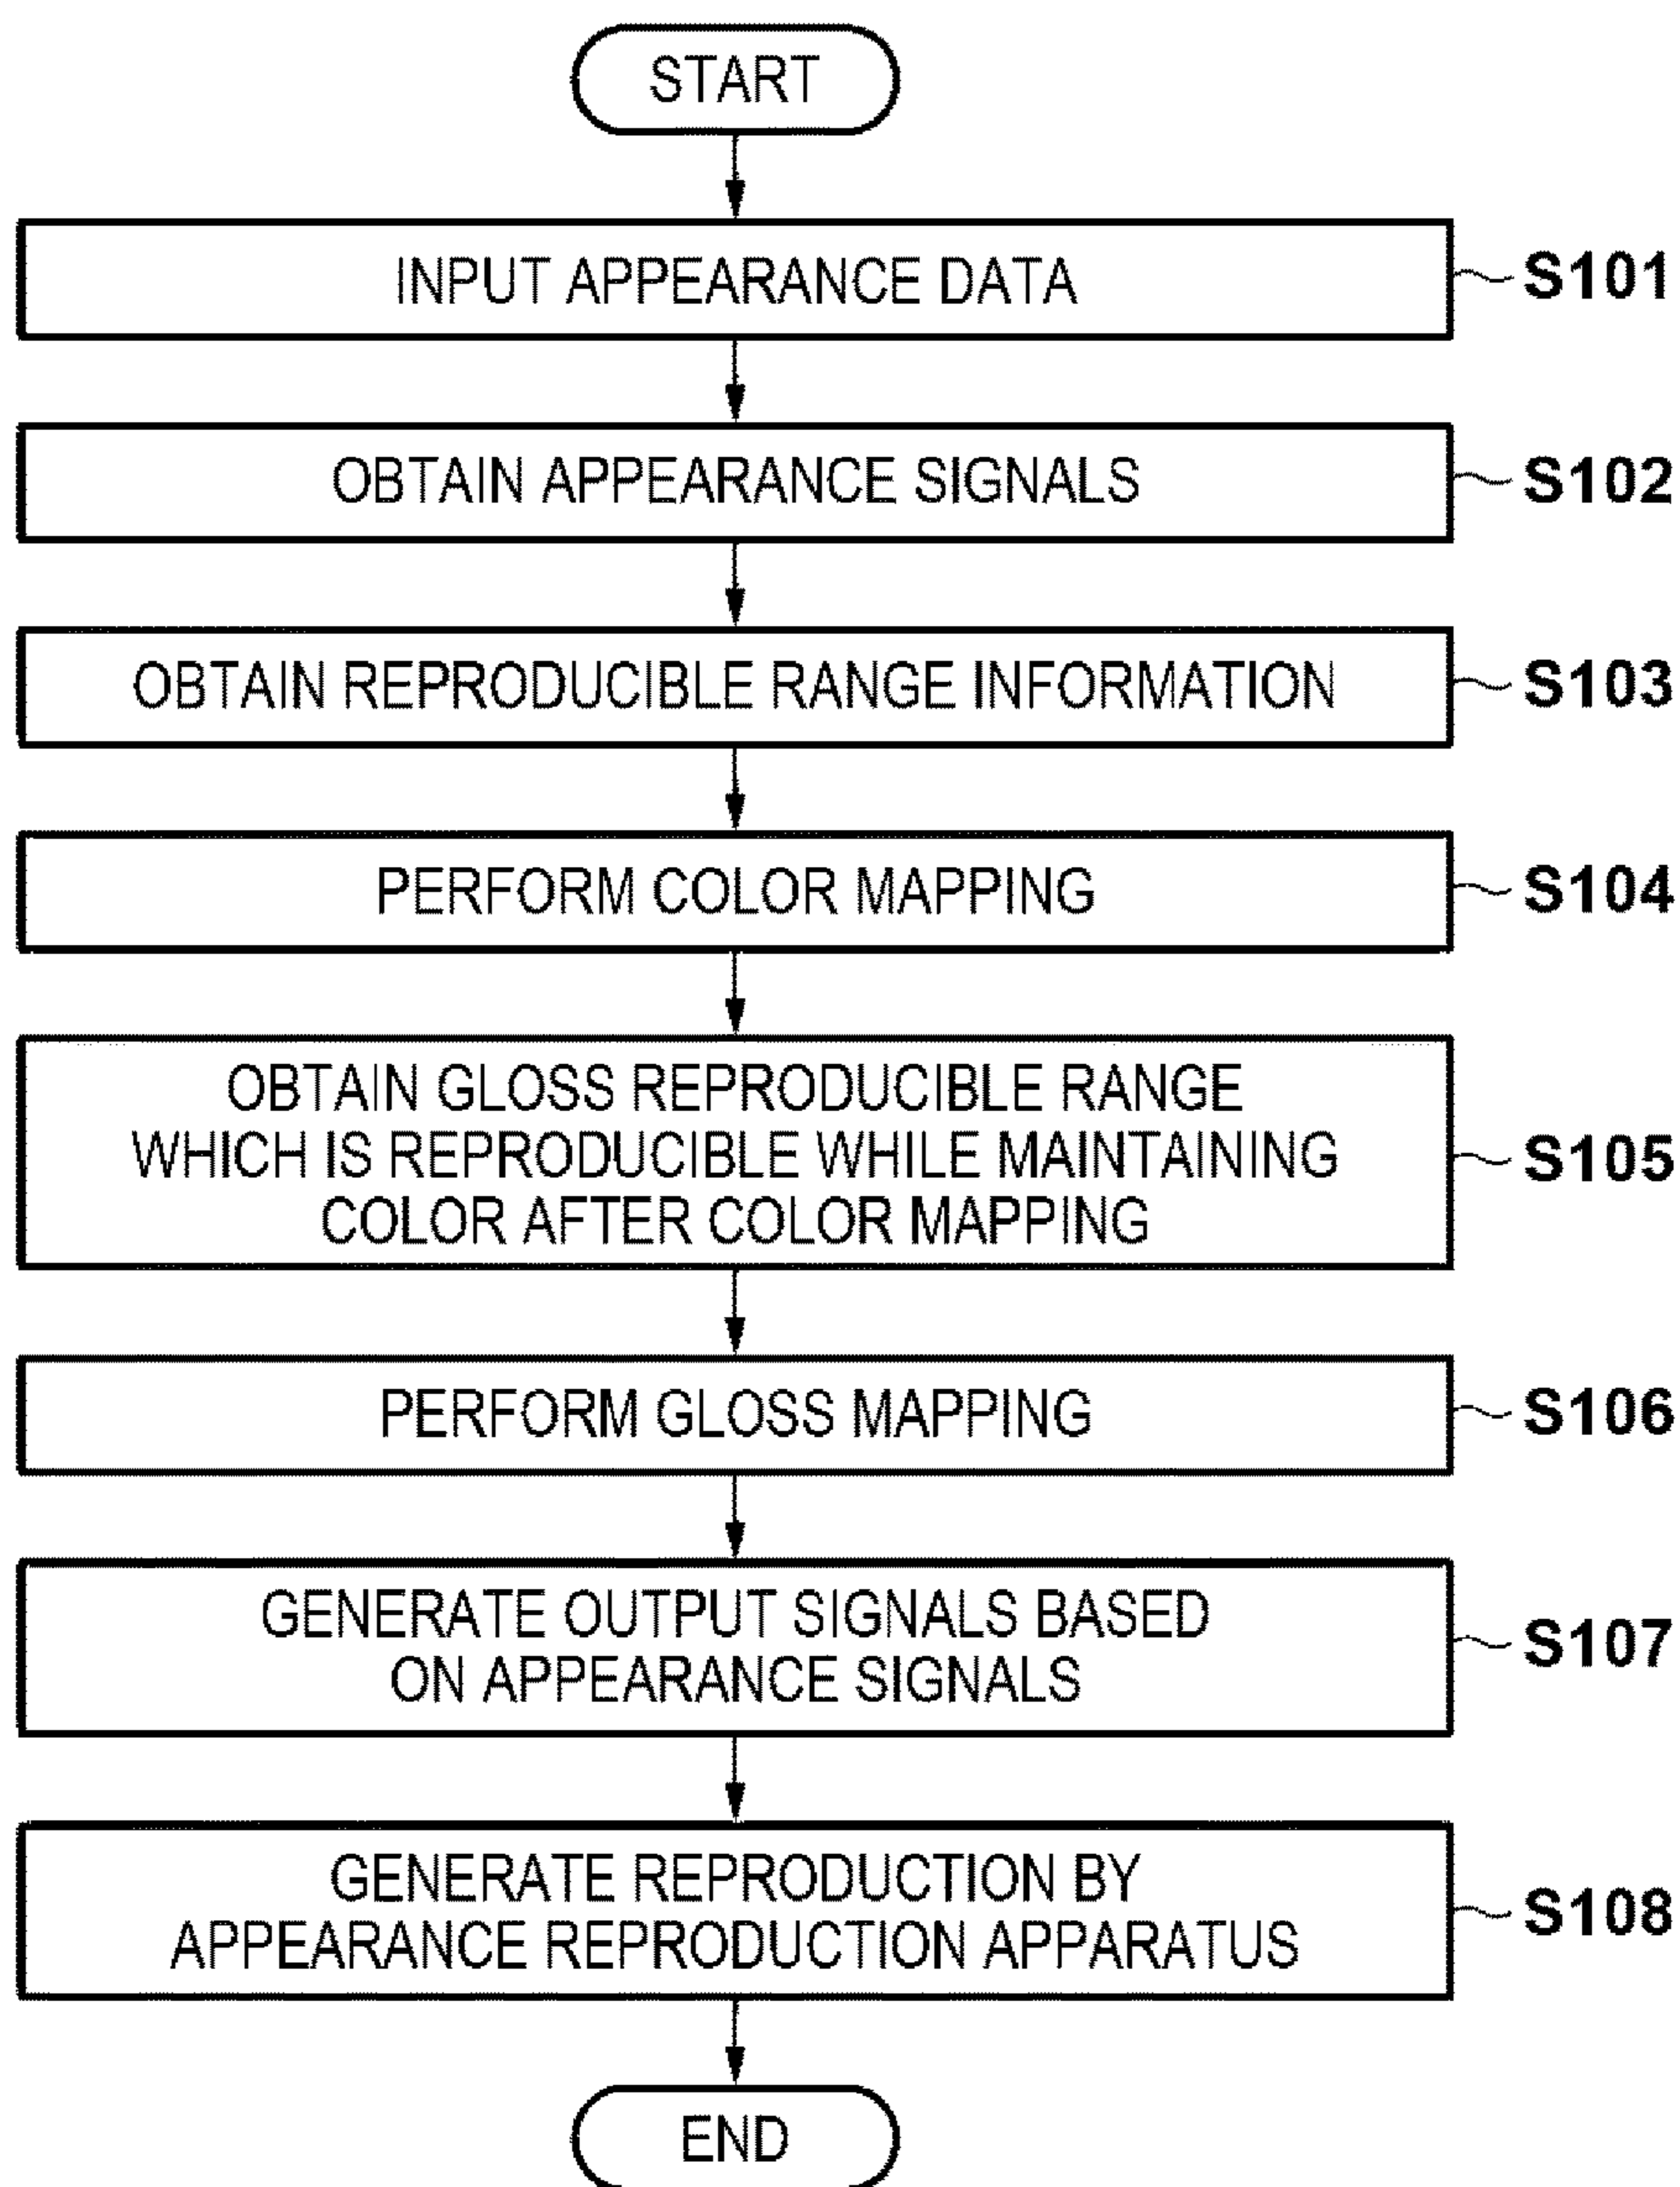 START
INPUT APPEARANCE DATA
S101
OBTAIN APPEARANCE SIGNALS
S102
OBTAIN REPRODUCIBLE RANGE INFORMATION
S103
PERFORM COLOR MAPPING
S104
OBTAIN GLOSS REPRODUCIBLE RANGE
WHICH IS REPRODUCIBLE WHILE MAINTAINING
COLOR AFTER COLOR MAPPING
S105
PERFORM GLOSS MAPPING
S106
GENERATE OUTPUT SIGNALS BASED
ON APPEARANCE SIGNALS
S107
GENERATE REPRODUCTION BY
APPEARANCE REPRODUCTION APPARATUS
S108
END